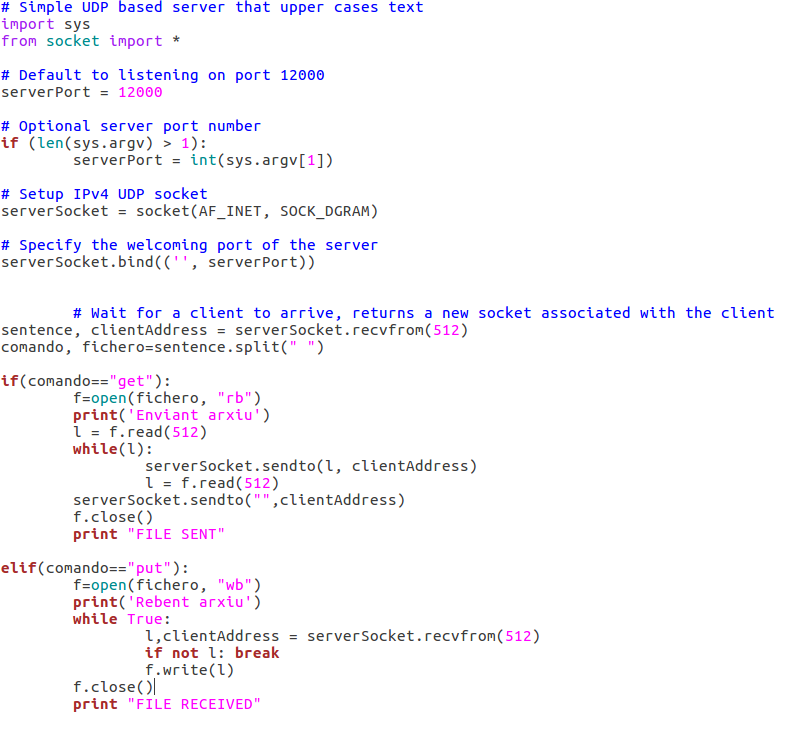 # Simple UDP based server that upper cases text
import sys
from socket import *
# Default to listening on port 12000
serverPort = 12000
# Optional server port number
if (len(sys.argv) > 1):
        serverPort = int(sys.argv[1])
# Setup IPv4 UDP socket
serverSocket = socket(AF_INET, SOCK_DGRAM)
# Specify the welcoming port of the server
serverSocket.bind(('', serverPort))
        # Wait for a client to arrive, returns a new socket associated with the client
sentence, clientAddress = serverSocket.recvfrom(512)
comando, fichero=sentence.split(" ")
if(comando=="get"):
        f=open(fichero, "rb")
        print('Enviant arxiu')
        l = f.read(512)
        while(l):
                serverSocket.sendto(l, clientAddress)
                l = f.read(512)
        serverSocket.sendto("",clientAddress)
        f.close()
        print "FILE SENT"
elif(comando=="put"):
        f=open(fichero, "wb")
        print('Rebent arxiu')
        while True:
                l,clientAddress = serverSocket.recvfrom(512)
                if not l: break
                f.write(l)
        f.close()
        print "FILE RECEIVED"